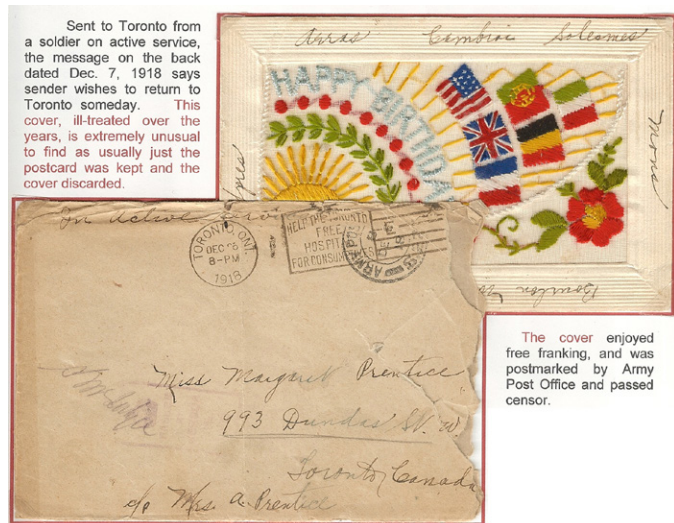 Sent to Toronto from
a soldier on active service,
the message on the back
dated Dec. 7, 1918 says
sender wishes to return to
Toronto someday. This
cover, ill-treated over the
years, is extremely unusual
to find as usually just the
postcard was kept and the
cover discarded.
Arras Cambrai Solesmes
Mons
HAPPY BIRTHDAY
Bourlon
On Active
TORONTO, ONT.
DEC 26
8-PM
1918
HELP THE TORONTO
FREE
HOSPITAL
FOR CONSUMPTIVES
ARMY
Miss Margaret Prentice
993 Dundas St. W.
Toronto, Canada
c/o Mrs. A. Prentice
The cover enjoyed
free franking, and was
postmarked by Army
Post Office and passed
censor.